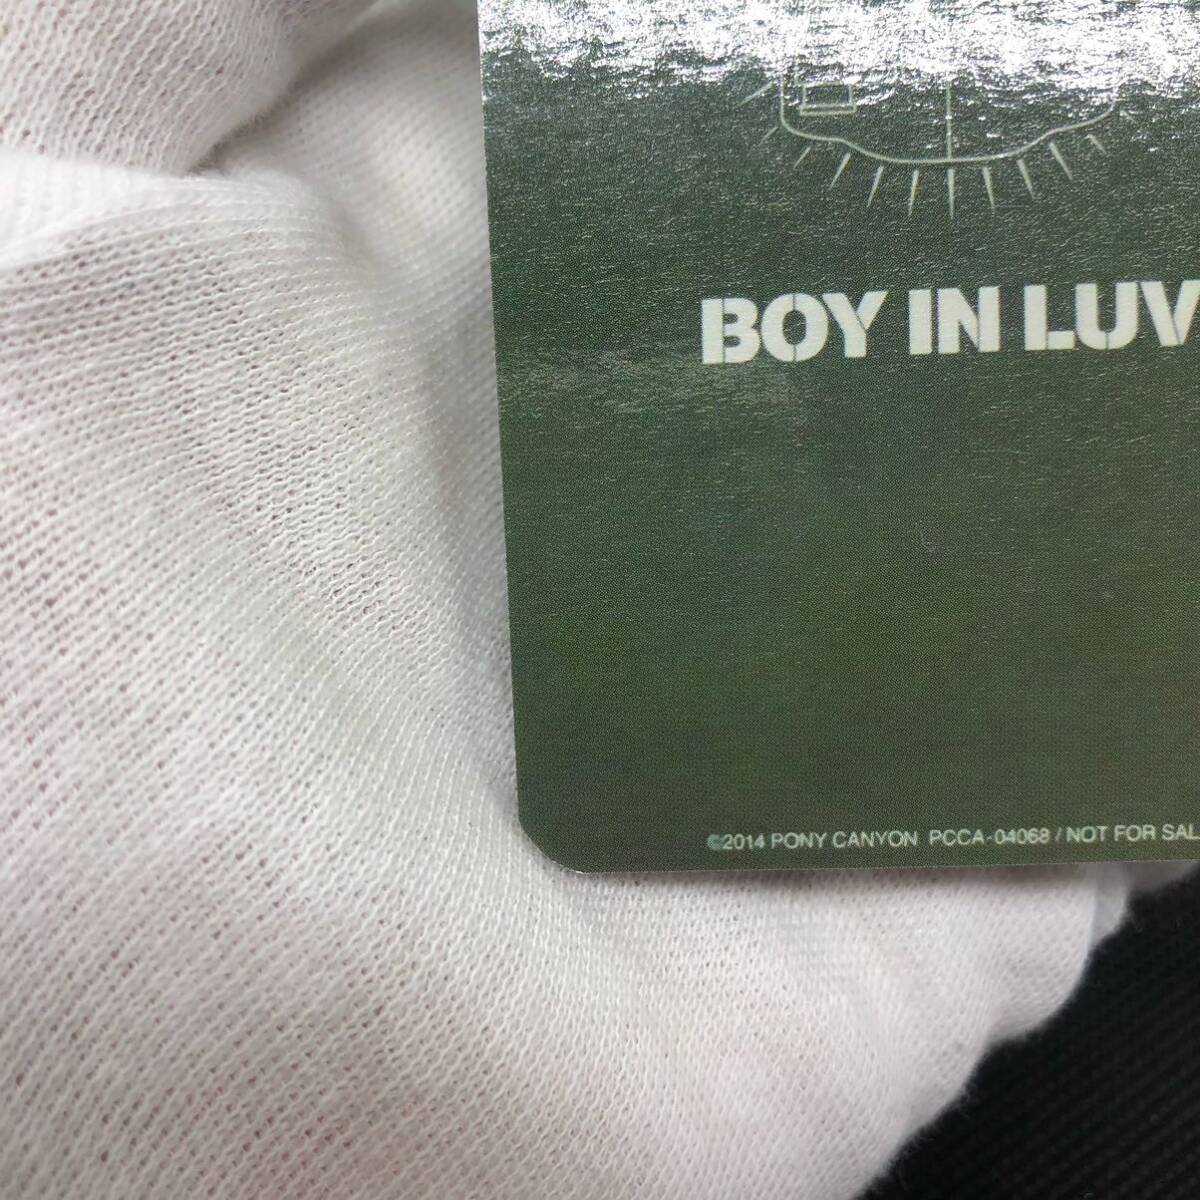 BOY IN LUV
©2014 PONY CANYON PCCA-04068 / NOT FOR SAL